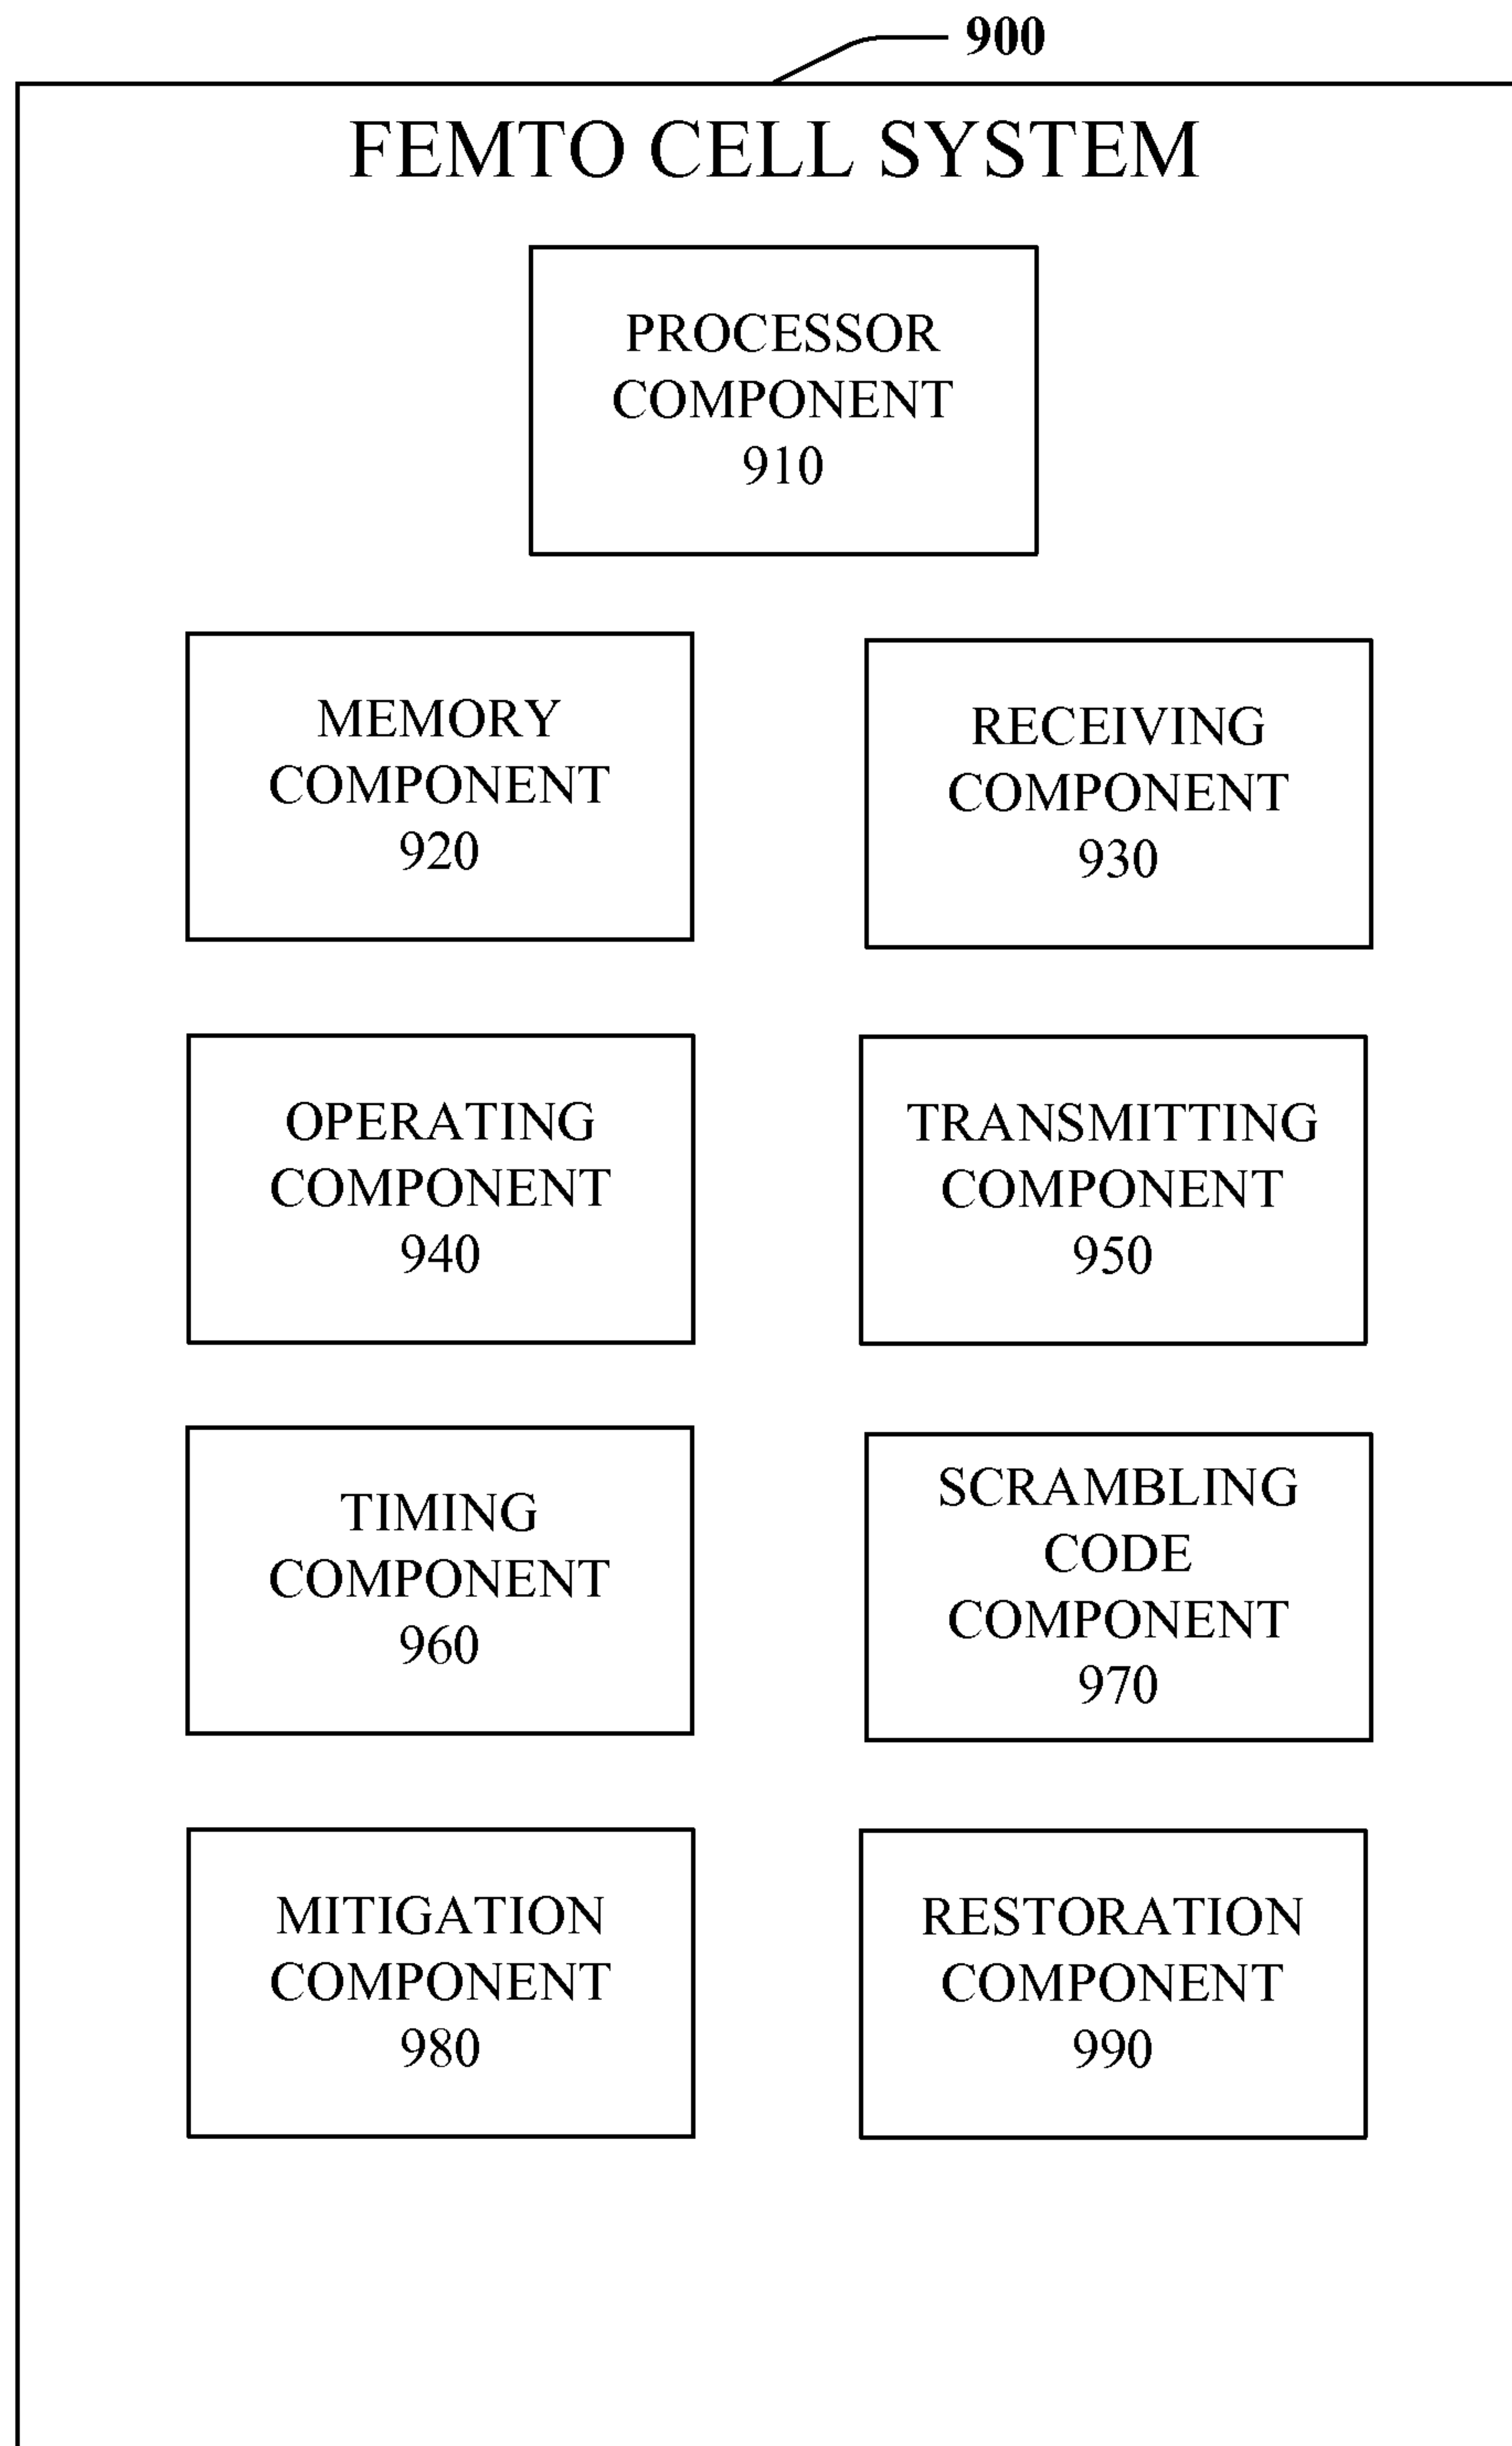 900
FEMTO CELL SYSTEM
PROCESSOR
COMPONENT
910
MEMORY
COMPONENT
920
RECEIVING
COMPONENT
930
OPERATING
COMPONENT
940
TRANSMITTING
COMPONENT
950
TIMING
COMPONENT
960
SCRAMBLING
CODE
COMPONENT
970
MITIGATION
COMPONENT
980
RESTORATION
COMPONENT
990